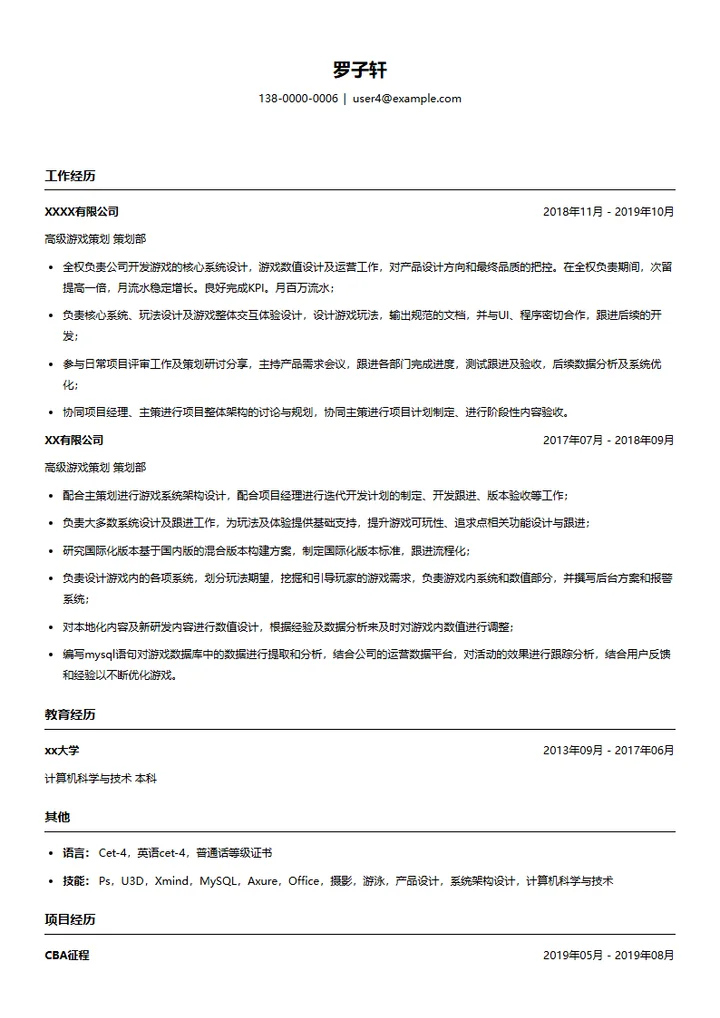 罗子轩
138-0000-0006 | user4@example.com
工作经历
XXXX有限公司 2018年11月 - 2019年10月
高级游戏策划 策划部
• 全权负责公司开发游戏的核心系统设计，游戏数值设计及运营工作，对产品设计方向和最终品质的把控。在全权负责期间，次留
提高一倍，月流水稳定增长。良好完成KPI。月百万流水；
• 负责核心系统、玩法设计及游戏整体交互体验设计，设计游戏玩法，输出规范的文档，并与UI、程序密切合作，跟进后续的开
发；
• 参与日常项目评审工作及策划研讨分享，主持产品需求会议，跟进各部门完成进度，测试跟进及验收，后续数据分析及系统优
化；
• 协同项目经理、主策进行项目整体架构的讨论与规划，协同主策进行项目计划制定、进行阶段性内容验收。
XX有限公司 2017年07月 - 2018年09月
高级游戏策划 策划部
• 配合主策划进行游戏系统架构设计，配合项目经理进行迭代开发计划的制定、开发跟进、版本验收等工作；
• 负责大多数系统设计及跟进工作，为玩法及体验提供基础支持，提升游戏可玩性、追求点相关功能设计与跟进；
• 研究国际化版本基于国内版的混合版本构建方案，制定国际化版本标准，跟进流程化；
• 负责设计游戏内的各项系统，划分玩法期望，挖掘和引导玩家的游戏需求，负责游戏内系统和数值部分，并撰写后台方案和报警
系统；
• 对本地化内容及新研发内容进行数值设计，根据经验及数据分析来及时对游戏内数值进行调整；
• 编写mysql语句对游戏数据库中的数据进行提取和分析，结合公司的运营数据平台，对活动的效果进行跟踪分析，结合用户反馈
和经验以不断优化游戏。
教育经历
xx大学 2013年09月 - 2017年06月
计算机科学与技术 本科
其他
• 语言： Cet-4，英语cet-4，普通话等级证书
• 技能： Ps，U3D，Xmind，MySQL，Axure，Office，摄影，游泳，产品设计，系统架构设计，计算机科学与技术
项目经历
CBA征程 2019年05月 - 2019年08月